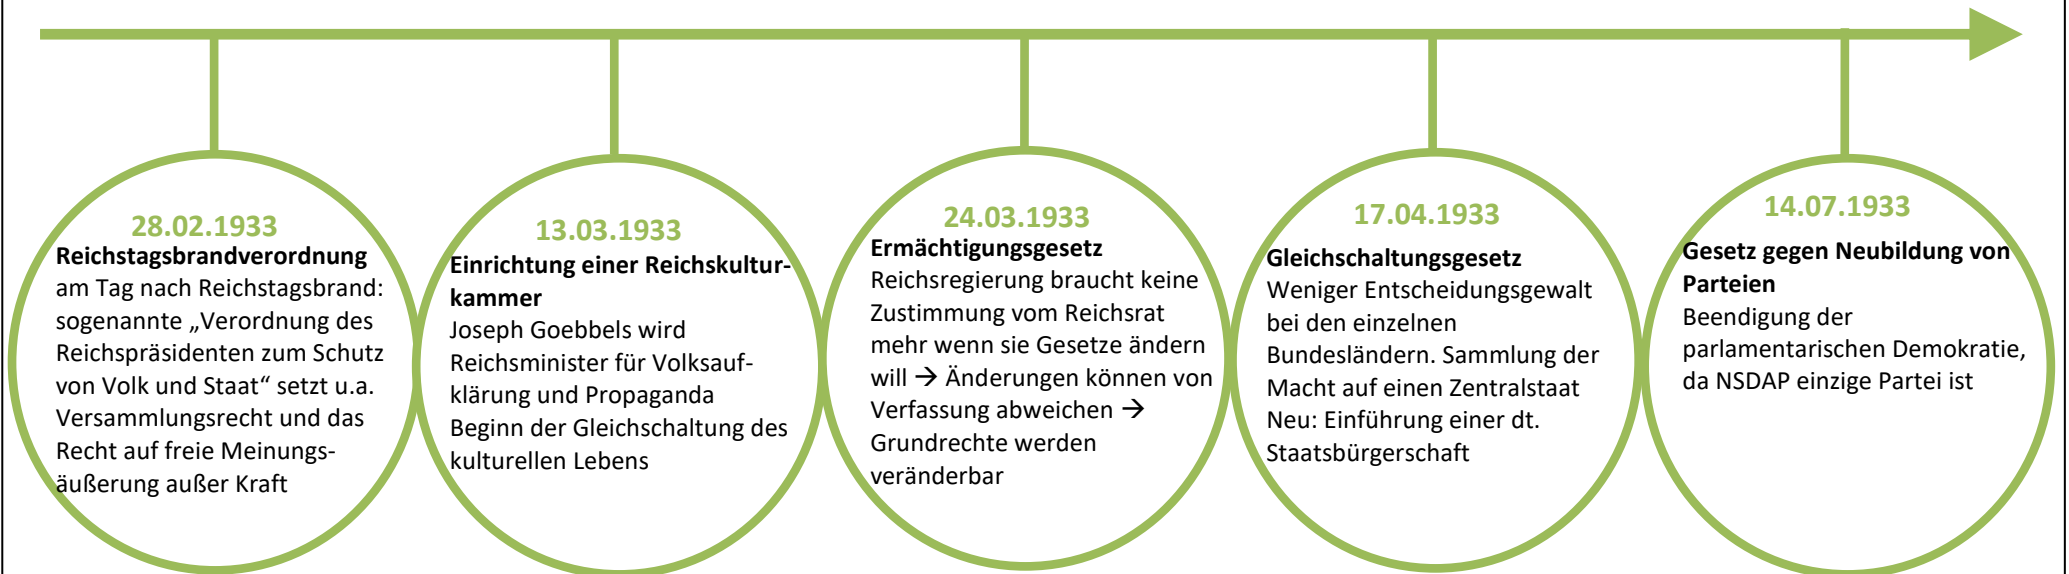 28.02.1933
Reichstagsbrandverordnung
am Tag nach Reichstagsbrand:
sogenannte „Verordnung des
Reichspräsidenten zum Schutz
von Volk und Staat“ setzt u.a.
Versammlungsrecht und das
Recht auf freie Meinungs-
äußerung außer Kraft
13.03.1933
Einrichtung einer Reichskultur-
kammer
Joseph Goebbels wird
Reichsminister für Volksauf-
klärung und Propaganda
Beginn der Gleichschaltung des
kulturellen Lebens
24.03.1933
Ermächtigungsgesetz
Reichsregierung braucht keine
Zustimmung vom Reichsrat
mehr wenn sie Gesetze ändern
will → Änderungen können von
Verfassung abweichen →
Grundrechte werden
veränderbar
17.04.1933
Gleichschaltungsgesetz
Weniger Entscheidungsgewalt
bei den einzelnen
Bundesländern. Sammlung der
Macht auf einen Zentralstaat
Neu: Einführung einer dt.
Staatsbürgerschaft
14.07.1933
Gesetz gegen Neubildung von
Parteien
Beendigung der
parlamentarischen Demokratie,
da NSDAP einzige Partei ist